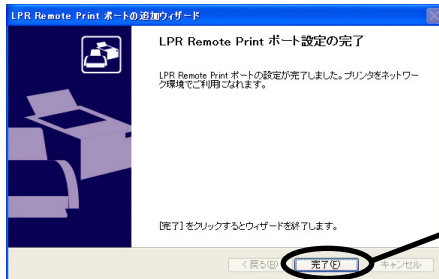 LPR Remote Print ポートの追加ウィザード
LPR Remote Print ポート設定の完了
LPR Remote Print ポートの設定が完了しました。プリンタをネットワー
ク環境でご利用になれます。
[完了] をクリックするとウィザードを終了します。
< 戻る(B)
完了(F)
キャンセル